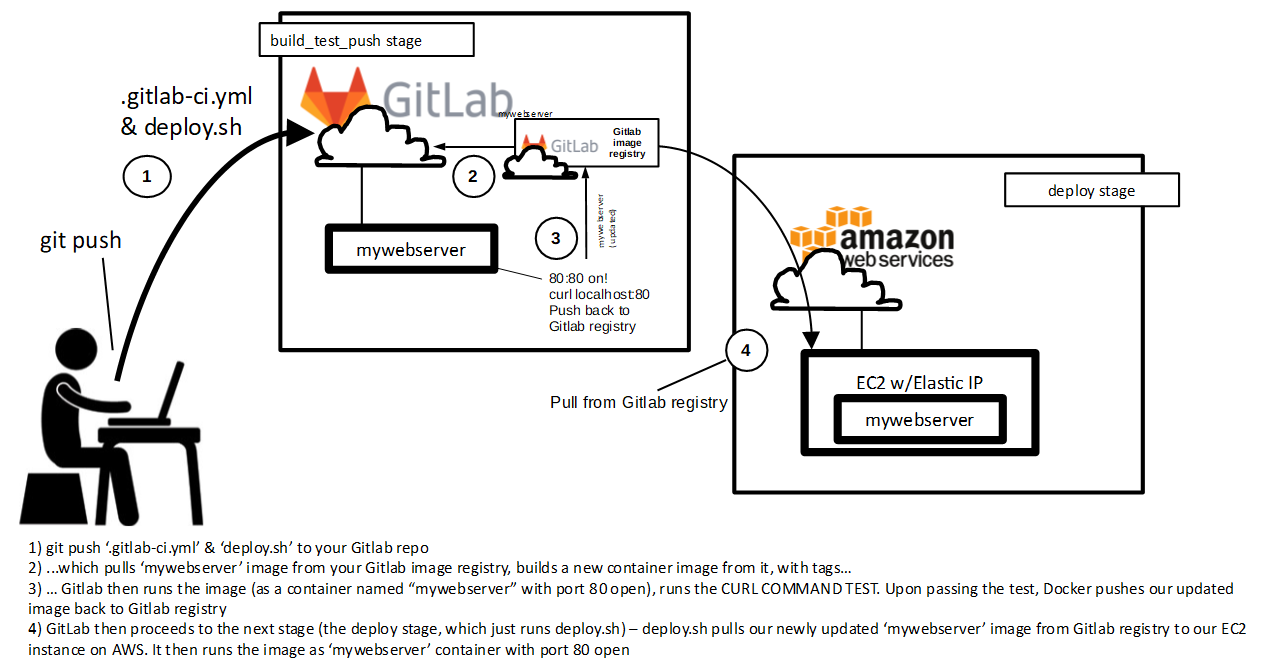 build_test_push stage
.gitlab-ci.yml
& deploy.sh
GitLab
mywebserver
GitLab
Gitlab
image
registry
1
2
deploy stage
git push
mywebserver
3
mywebserver
(updated)
amazon
web services
80:80 on!
curl localhost:80
Push back to
Gitlab registry
4
EC2 w/Elastic IP
Pull from Gitlab registry
mywebserver
1) git push ‘.gitlab-ci.yml’ & ‘deploy.sh’ to your Gitlab repo
2) ...which pulls ‘mywebserver’ image from your Gitlab image registry, builds a new container image from it, with tags...
3) ... Gitlab then runs the image (as a container named “mywebserver” with port 80 open), runs the CURL COMMAND TEST. Upon passing the test, Docker pushes our updated
image back to Gitlab registry
4) GitLab then proceeds to the next stage (the deploy stage, which just runs deploy.sh) – deploy.sh pulls our newly updated ‘mywebserver’ image from Gitlab registry to our EC2
instance on AWS. It then runs the image as ‘mywebserver’ container with port 80 open